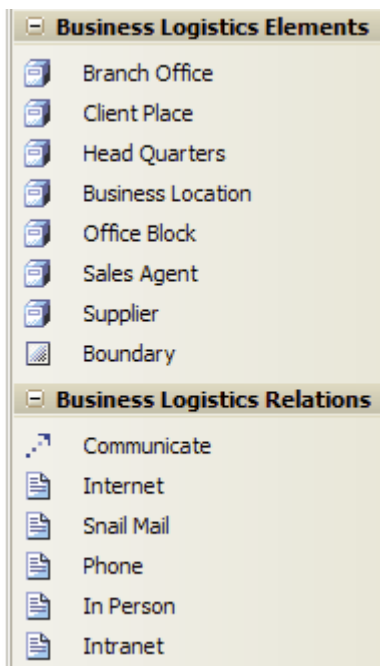 Business Logistics Elements
Branch Office
Client Place
Head Quarters
Business Location
Office Block
Sales Agent
Supplier
Boundary
Business Logistics Relations
Communicate
Internet
Snail Mail
Phone
In Person
Intranet